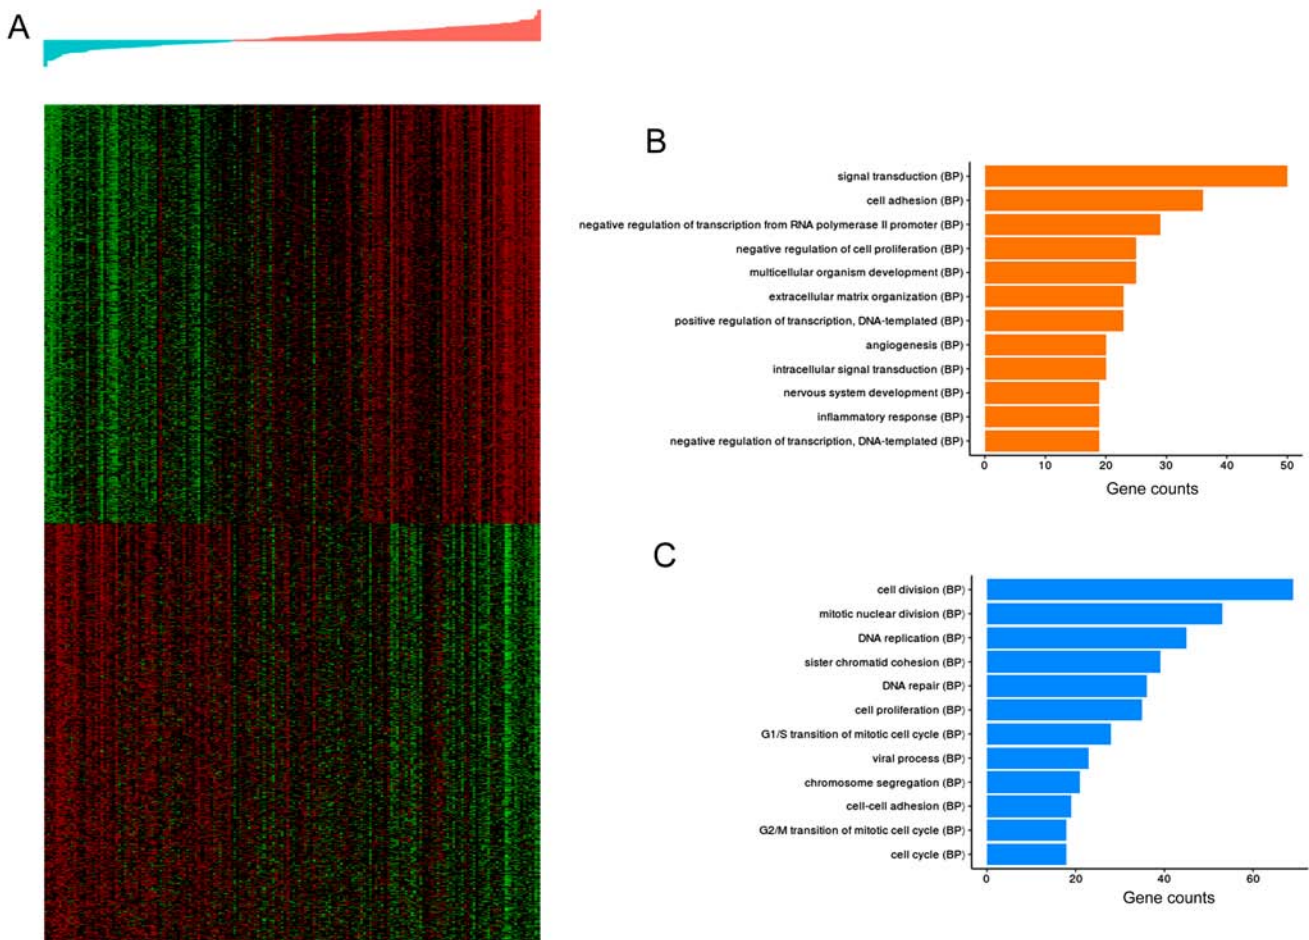 A
B
signal transduction (BP)
cell adhesion (BP)
negative regulation of transcription from RNA polymerase II promoter (BP)
negative regulation of cell proliferation (BP)
multicellular organism development (BP)
extracellular matrix organization (BP)
positive regulation of transcription, DNA-templated (BP)
angiogenesis (BP)
intracellular signal transduction (BP)
nervous system development (BP)
inflammatory response (BP)
negative regulation of transcription, DNA-templated (BP)
0 10 20 30 40 50
Gene counts
C
cell division (BP)
mitotic nuclear division (BP)
DNA replication (BP)
sister chromatid cohesion (BP)
DNA repair (BP)
cell proliferation (BP)
G1/S transition of mitotic cell cycle (BP)
viral process (BP)
chromosome segregation (BP)
cell-cell adhesion (BP)
G2/M transition of mitotic cell cycle (BP)
cell cycle (BP)
0 20 40 60
Gene counts